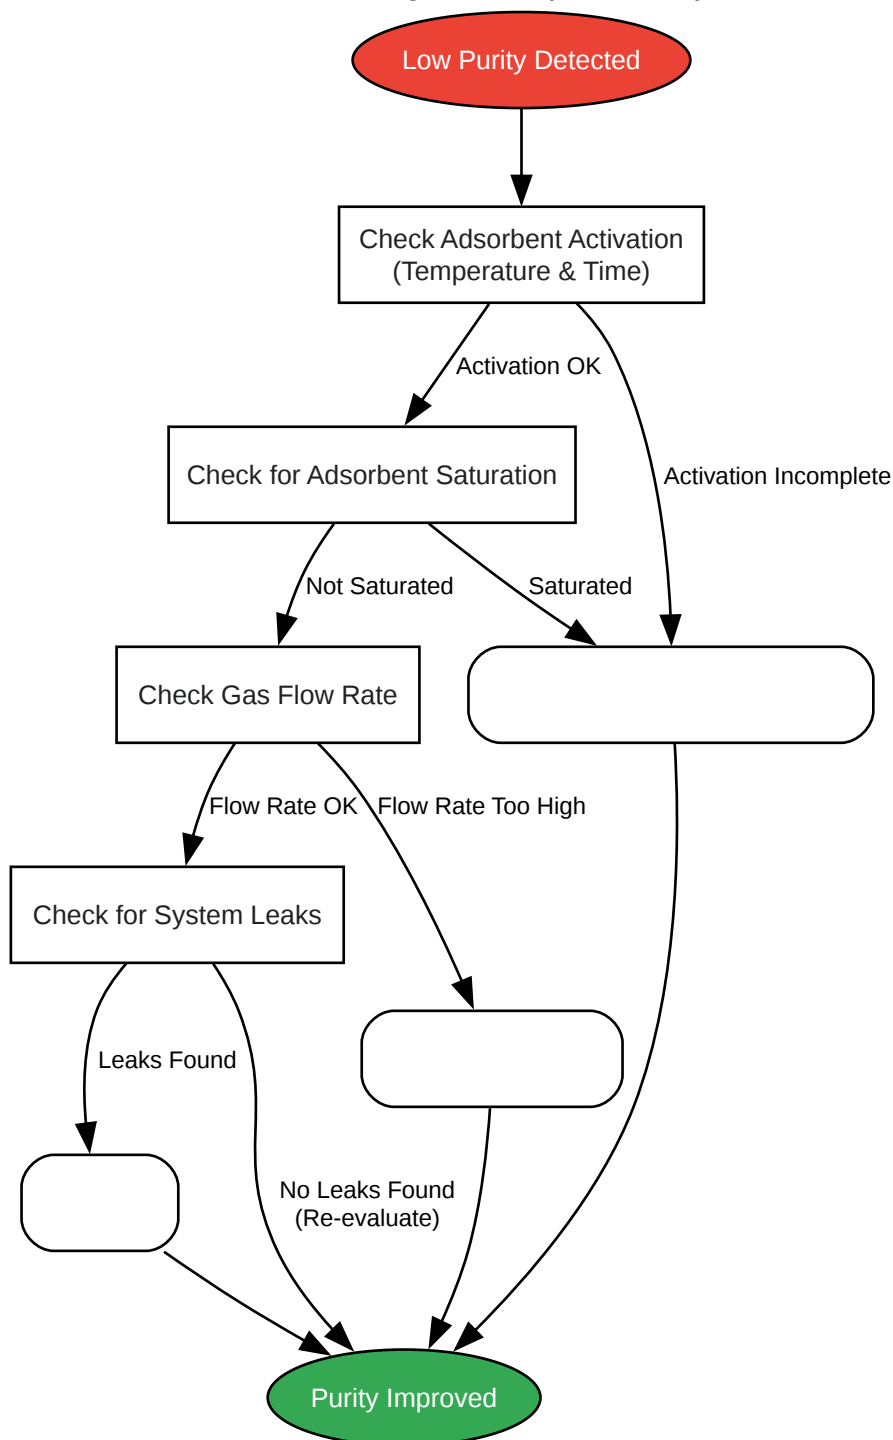 Low Purity Detected
Check Adsorbent Activation
(Temperature & Time)
Activation OK
Check for Adsorbent Saturation
Activation Incomplete
Not Saturated
Saturated
Check Gas Flow Rate
Flow Rate OK
Flow Rate Too High
Check for System Leaks
Leaks Found
No Leaks Found
(Re-evaluate)
Purity Improved